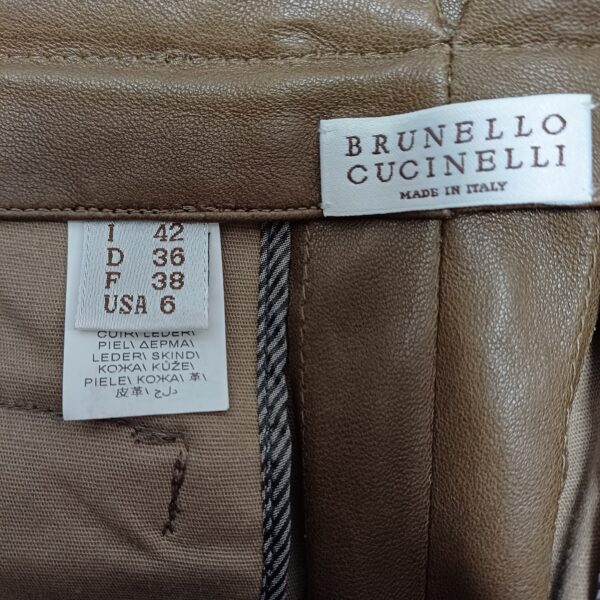 BRUNELLO
CUCINELLI
MADE IN ITALY
I 42
D 36
F 38
USA 6
CUIR\ LEDER\
PIEL\ ΔΕΡΜΑ\
LEDER\ SKIND\
КОЖА\ KŮŽE\
PIELE\ КОЖА\ 革\
皮革\ جلد